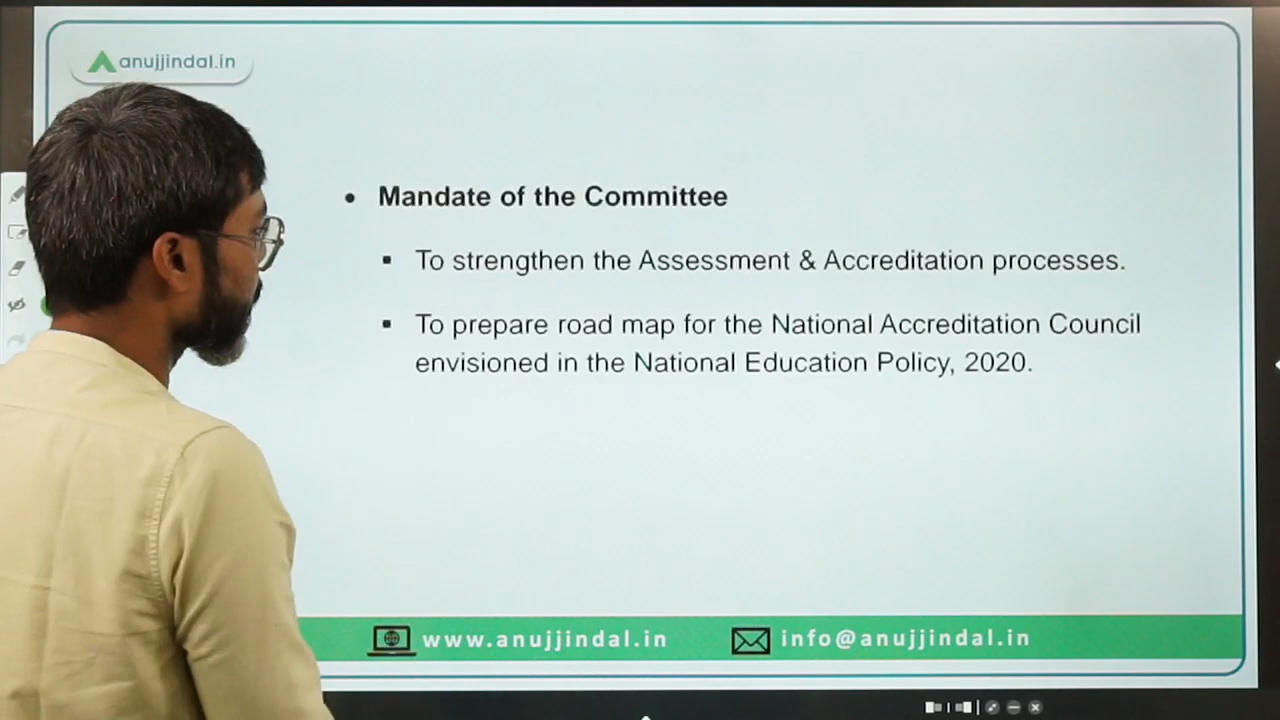 anujjindal.in
Mandate of the Committee
To strengthen the Assessment & Accreditation processes.
To prepare road map for the National Accreditation Council
envisioned in the National Education Policy, 2020.
www.anujjindal.in info@anujjindal.in